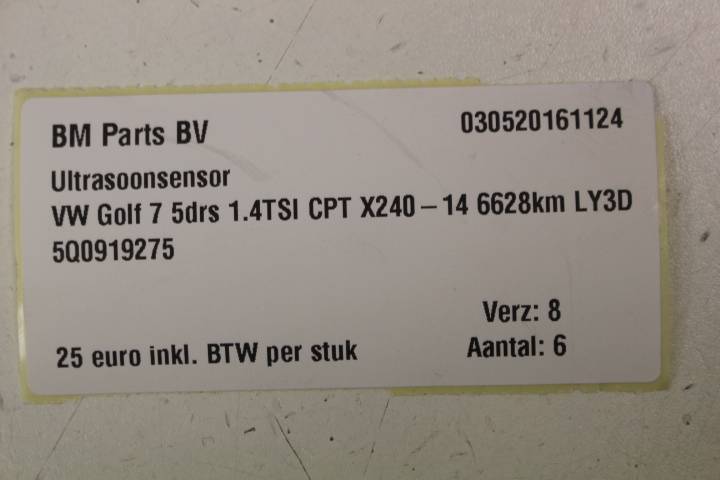 BM Parts BV 030520161124
Ultrasoonsensor
VW Golf 7 5drs 1.4TSI CPT X240-14 6628km LY3D
5Q0919275
Verz: 8
25 euro inkl. BTW per stuk Aantal: 6